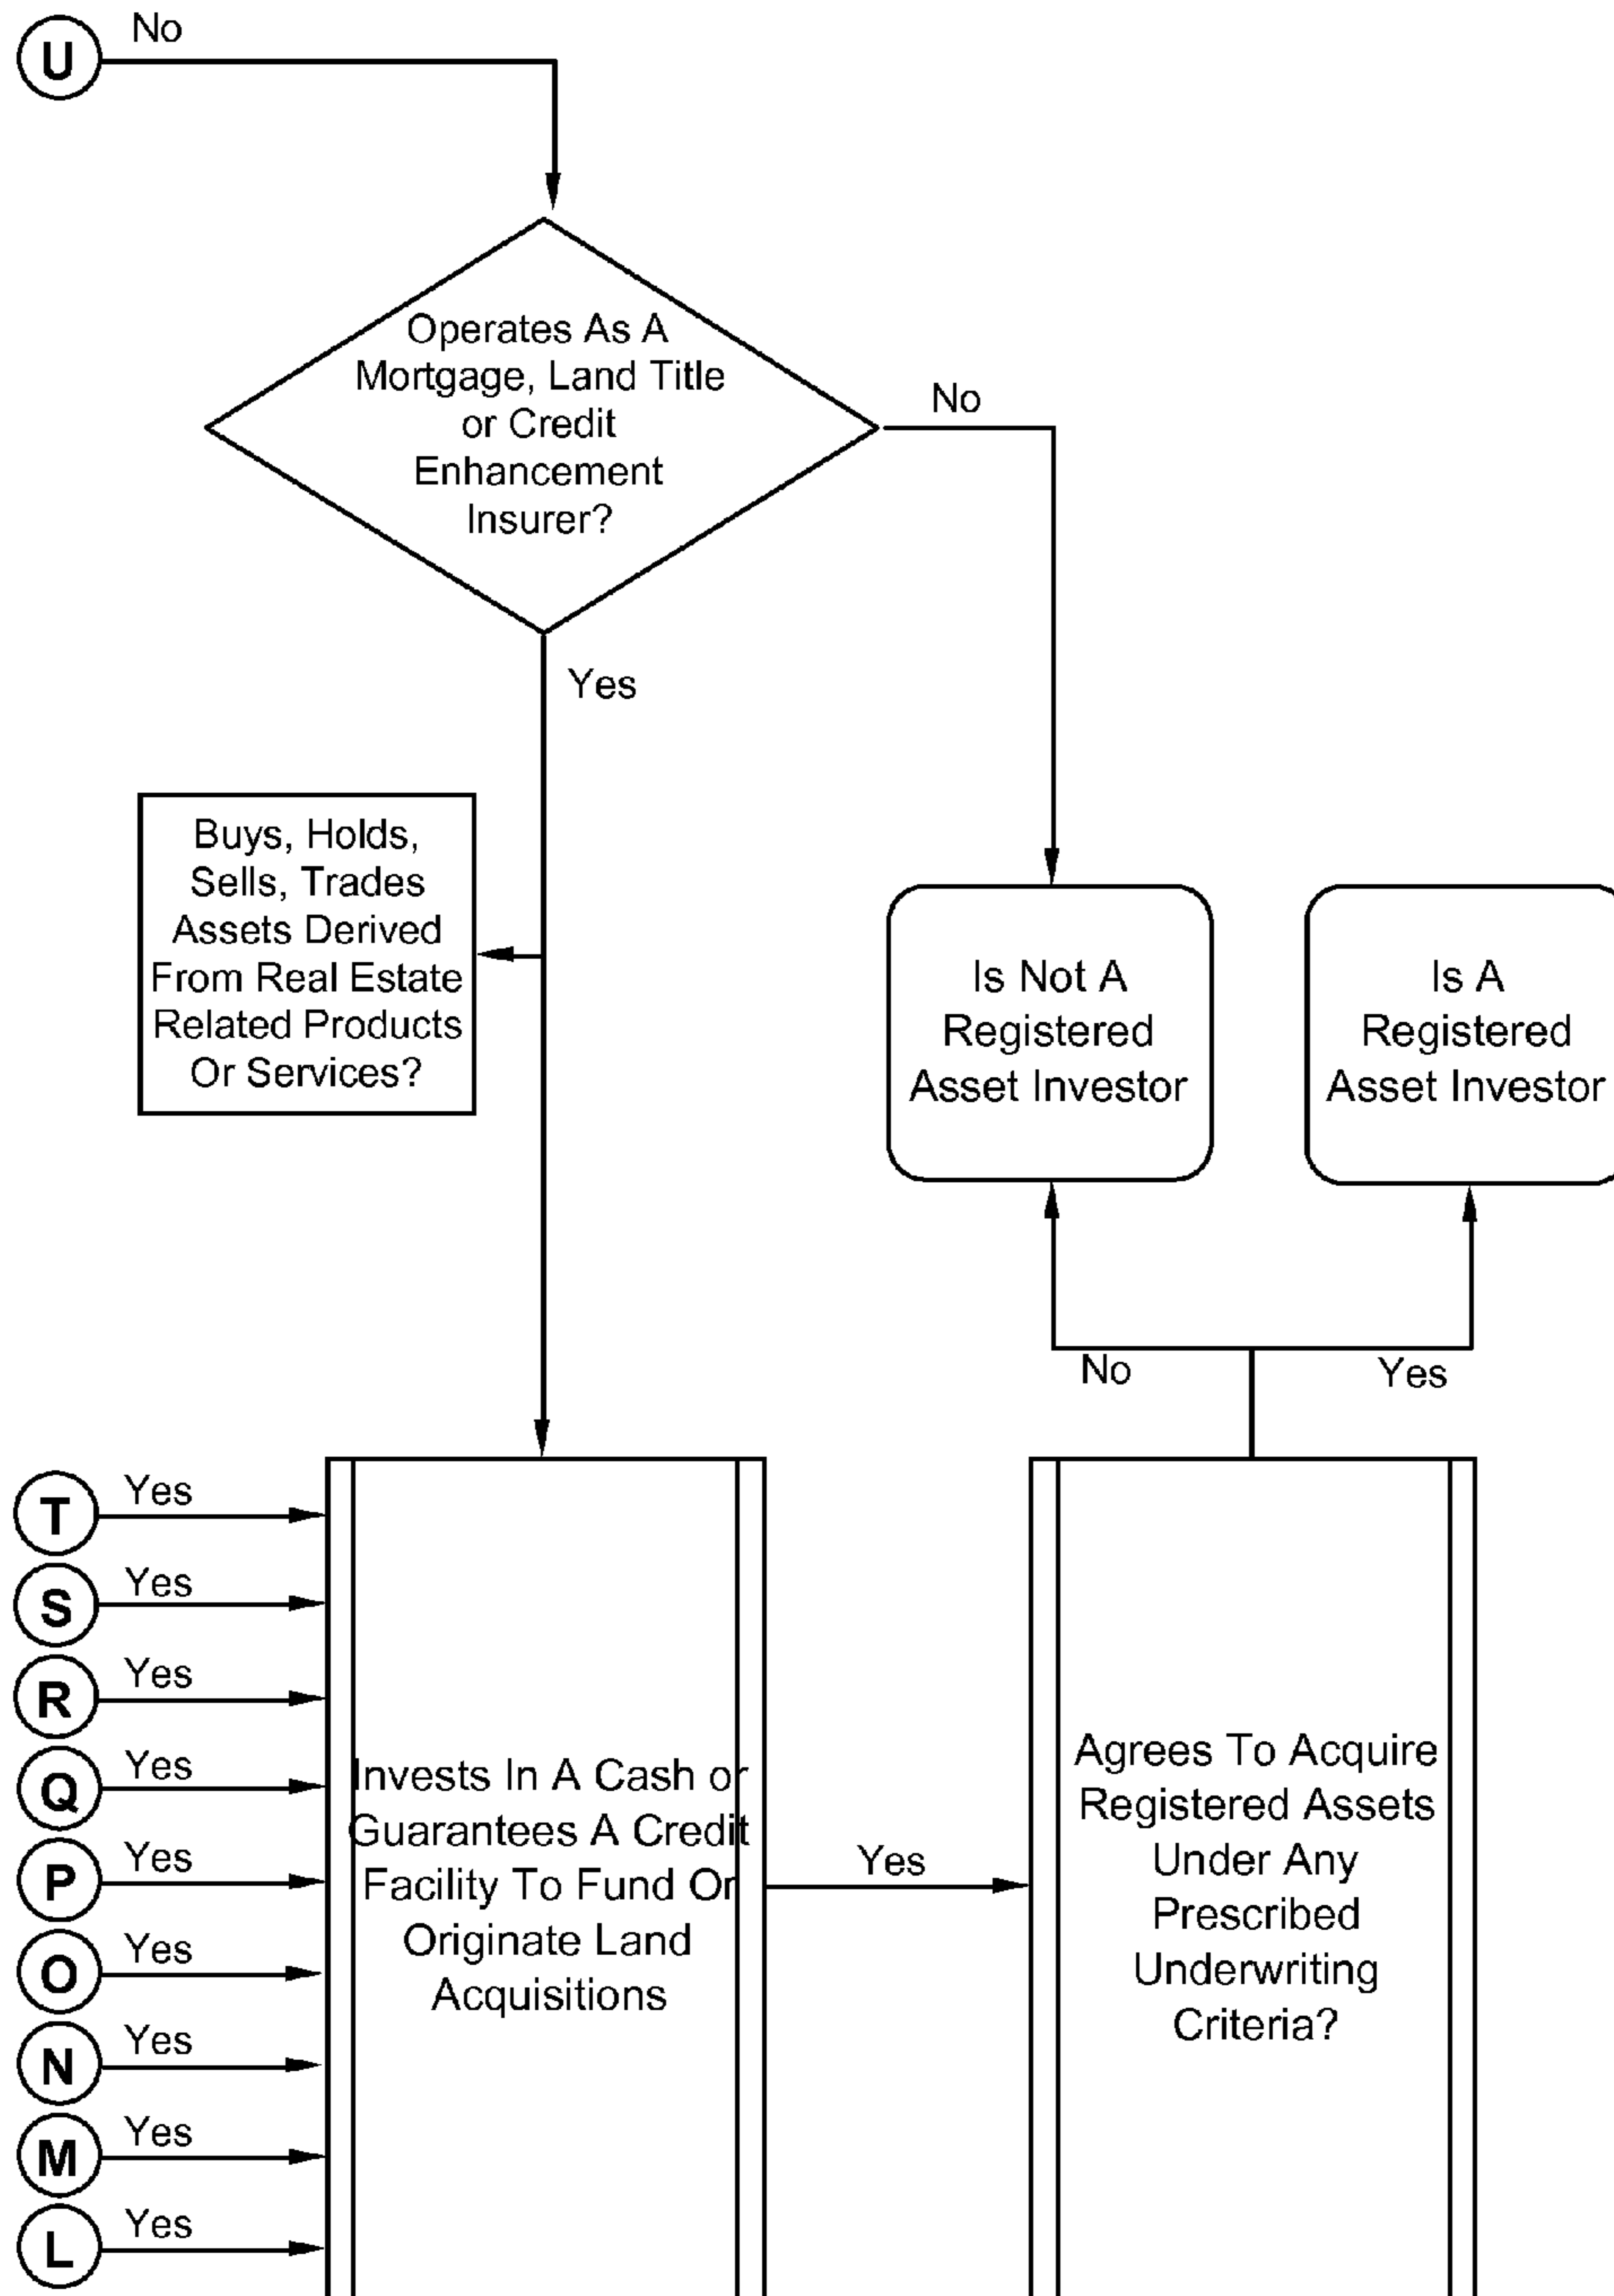 U
No
Operates As A
Mortgage, Land Title
or Credit
Enhancement
Insurer?
No
Yes
Buys, Holds,
Sells, Trades
Assets Derived
From Real Estate
Related Products
Or Services?
Is Not A
Registered
Asset Investor
Is A
Registered
Asset Investor
No
Yes
T
Yes
S
Yes
R
Yes
Q
Yes
P
Yes
O
Yes
N
Yes
M
Yes
L
Yes
Invests In A Cash or
Guarantees A Credit
Facility To Fund Or
Originate Land
Acquisitions
Yes
Agrees To Acquire
Registered Assets
Under Any
Prescribed
Underwriting
Criteria?